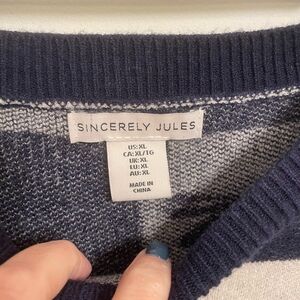 SINCERELY JULES
US:XL
CA:XL/TG
UK:XL
EU:XL
AU:XL
MADE IN
CHINA